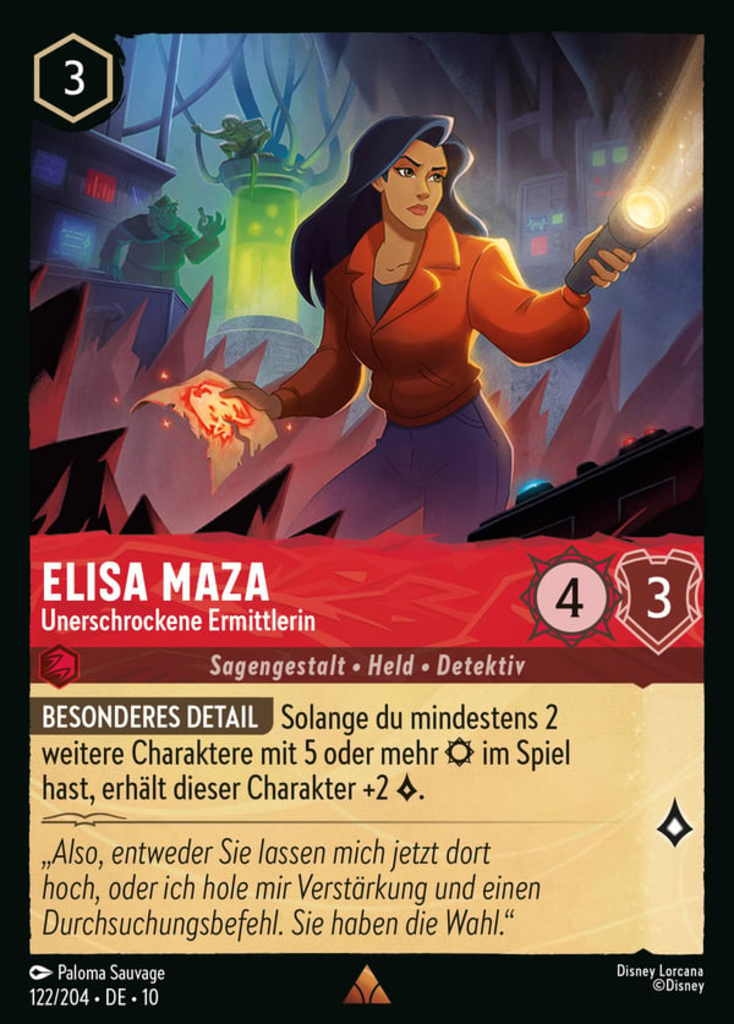 3
ELISA MAZA
Unerschrockene Ermittlerin
4
3
Sagengestalt • Held • Detektiv
BESONDERES DETAIL Solange du mindestens 2
weitere Charaktere mit 5 oder mehr im Spiel
hast, erhält dieser Charakter +2 .
„Also, entweder Sie lassen mich jetzt dort
hoch, oder ich hole mir Verstärkung und einen
Durchsuchungsbefehl. Sie haben die Wahl.“
Paloma Sauvage
122/204 • DE • 10
Disney Lorcana
©Disney